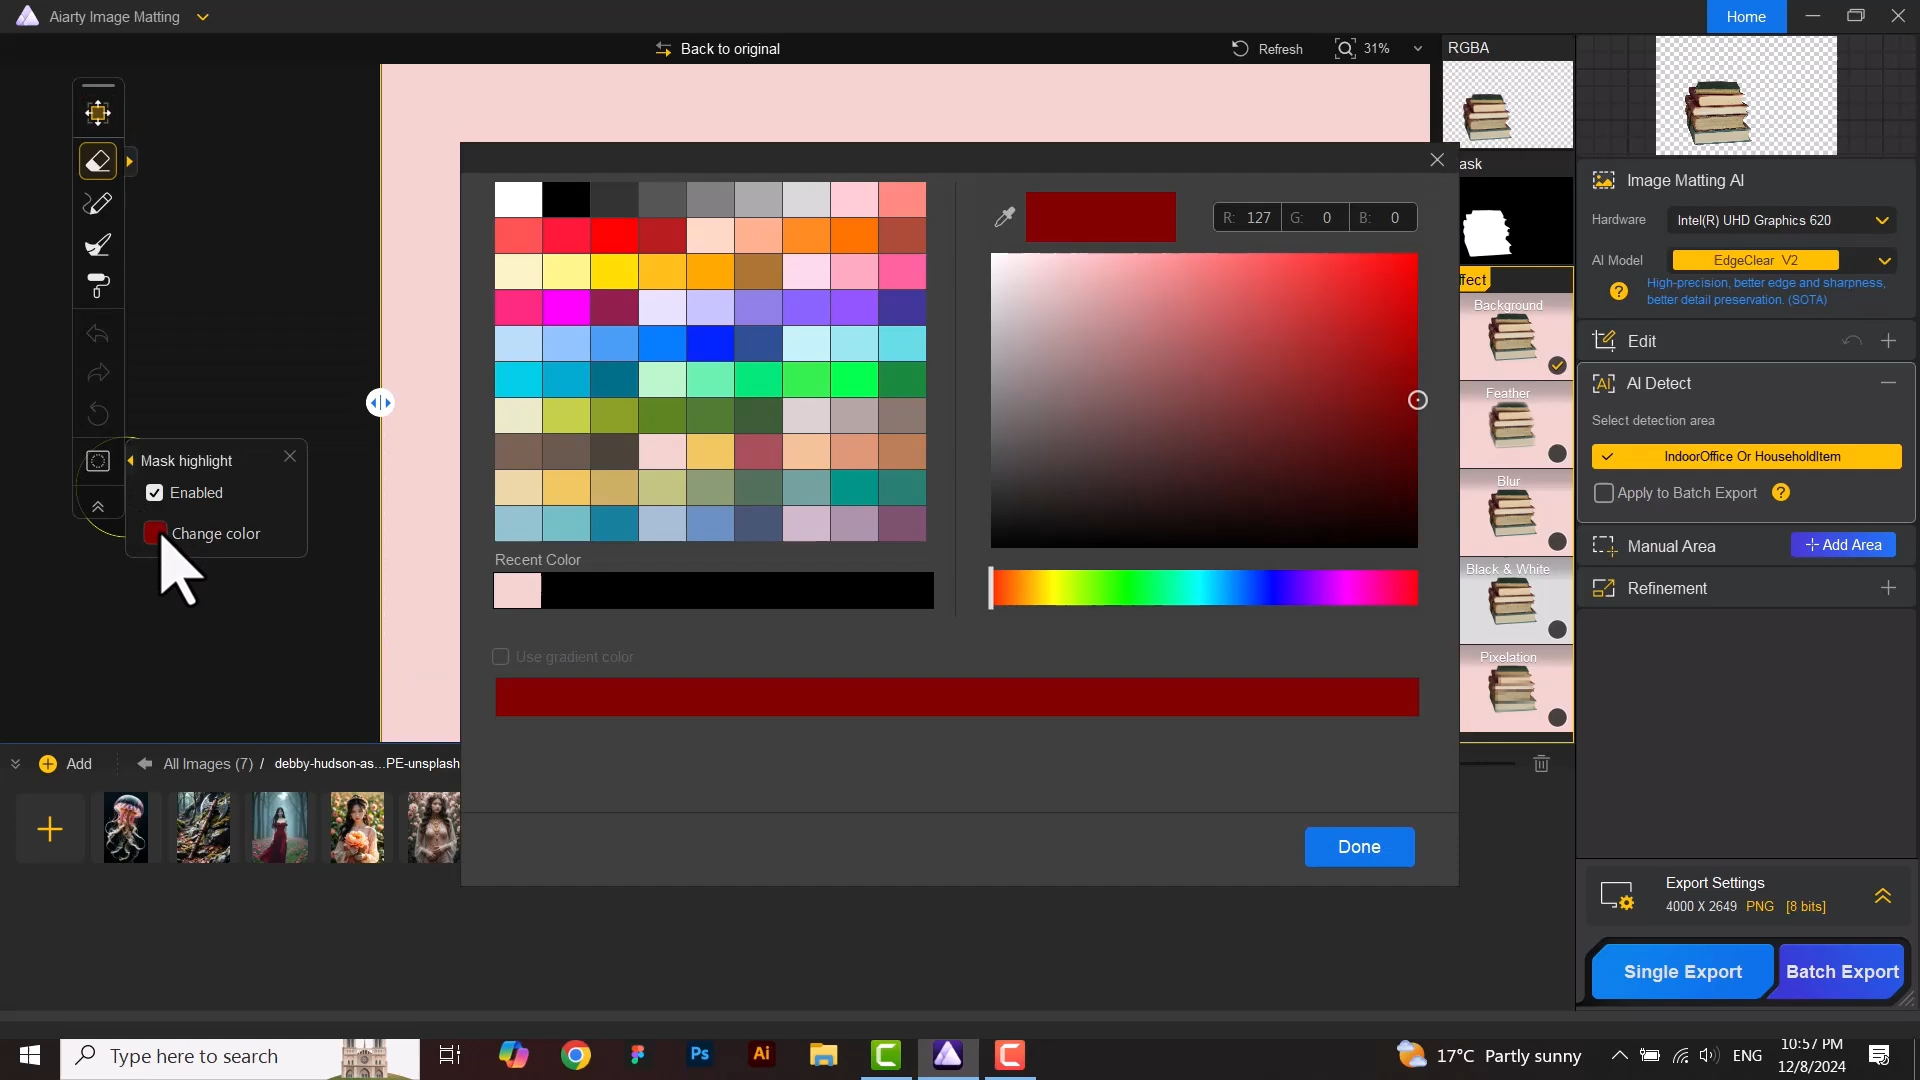 Aiarty Image Matting
Home
Back to original
Refresh
31%
RGBA
ask
ffect
Background
Feather
Blur
Black & White
Pixelation
Mask highlight
Enabled
Change color
R: 127 G: 0 B: 0
Recent Color
Use gradient color
Done
Image Matting AI
Hardware
Intel(R) UHD Graphics 620
AI Model
EdgeClear V2
?
High-precision, better edge and sharpness,
better detail preservation. (SOTA)
Edit
AI
AI Detect
Select detection area
IndoorOffice Or HouseholdItem
Apply to Batch Export
?
Manual Area
Add Area
Refinement
Add
All Images (7) / debby-hudson-as...PE-unsplash
Export Settings
4000 X 2649 PNG [8 bits]
Single Export
Batch Export
Type here to search
Ps
Ai
17°C Partly sunny
ENG
10:57 PM
12/8/2024